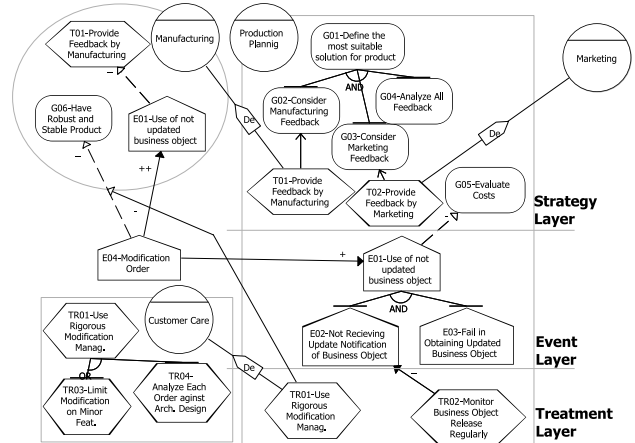 T01-Provide
Feedback by
Manufacturing
Manufacturing
Production
Plannig
G01-Define the
most suitable
solution for product
Marketing
AND
G06-Have
Robust and
Stable Product
E01-Use of not
updated
business object
De
G02-Consider
Manufacturing
Feedback
G04-Analyze All
Feedback
G03-Consider
Marketing
Feedback
De
T01-Provide
Feedback by
Manufacturing
T02-Provide
Feedback by
Marketing
G05-Evaluate
Costs
Strategy
Layer
-
-
++
-
-
E04-Modification
Order
+
E01-Use of not
updated
business object
AND
E02-Not Recieving
Update Notification
of Business Object
E03-Fail in
Obtaining Updated
Business Object
Event
Layer
TR01-Use
Rigorous
Modification
Manag.
OR
TR03-Limit
Modification
on Minor
Feat.
TR04-
Analyze Each
Order aginst
Arch. Design
Customer Care
De
TR01-Use
Rigorous
Modification
Manag.
-
TR02-Monitor
Business Object
Release
Regularly
Treatment
Layer